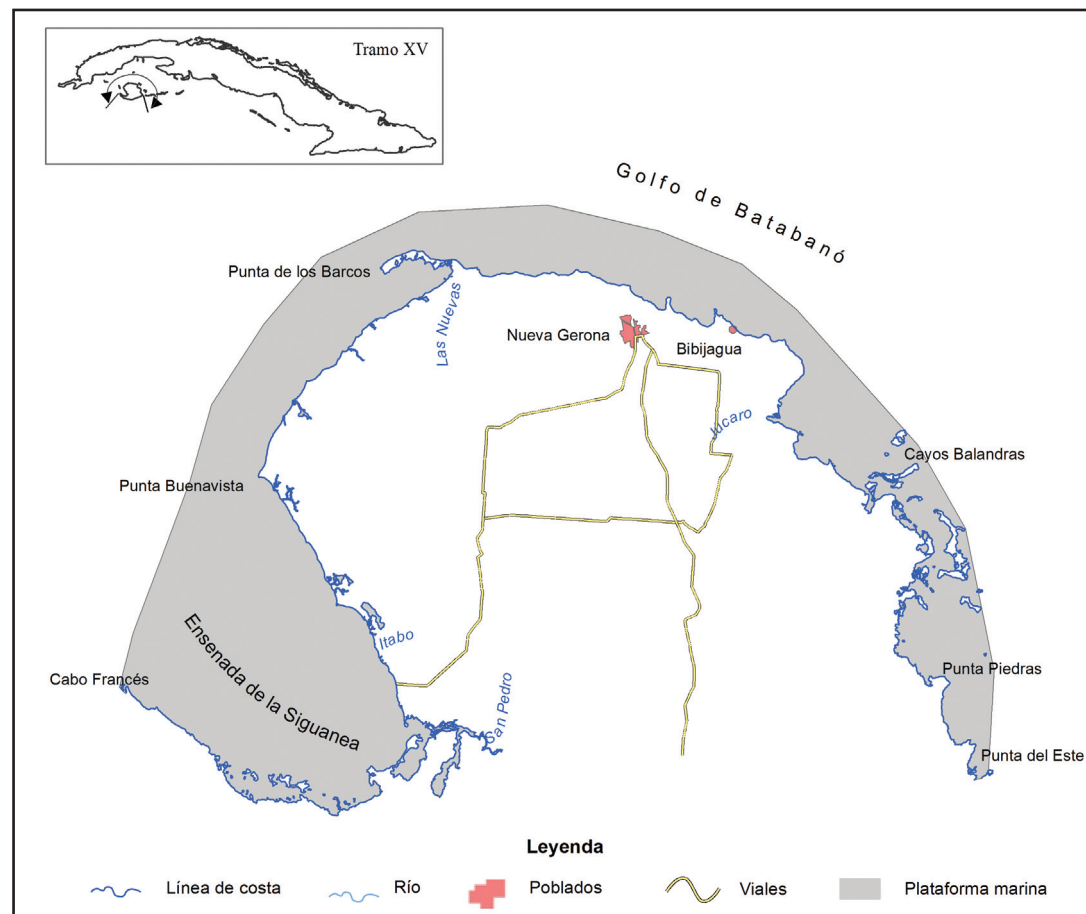 Tramo XV
Golfo de Batabanó
Punta de los Barcos
Las Nuevas
Nueva Gerona
Bibijagua
Jucaro
Cayos Balandras
Punta Buenavista
Itabo
Ensenada de la Siguanea
Cabo Francés
San Pedro
Punta Piedras
Punta del Este
Leyenda
Línea de costa
Río
Poblados
Viales
Plataforma marina